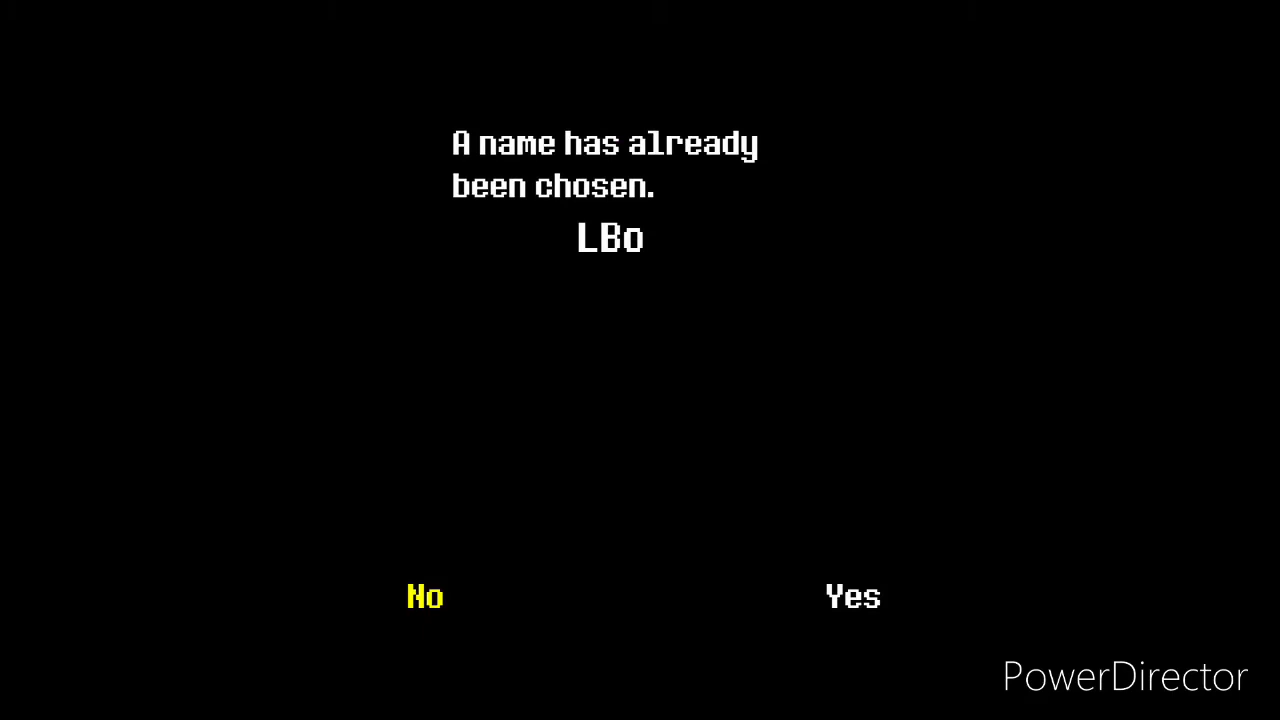 A name has already
been chosen.
LBo
No
Yes
PowerDirector